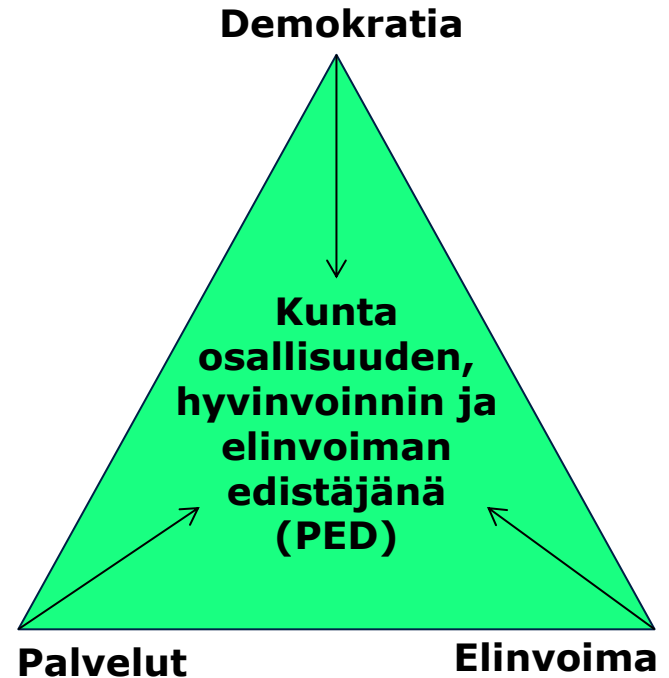 Demokratia
Kunta
osallisuuden,
hyvinvoinnin ja
elinvoiman
edistäjänä
(PED)
Palvelut
Elinvoima